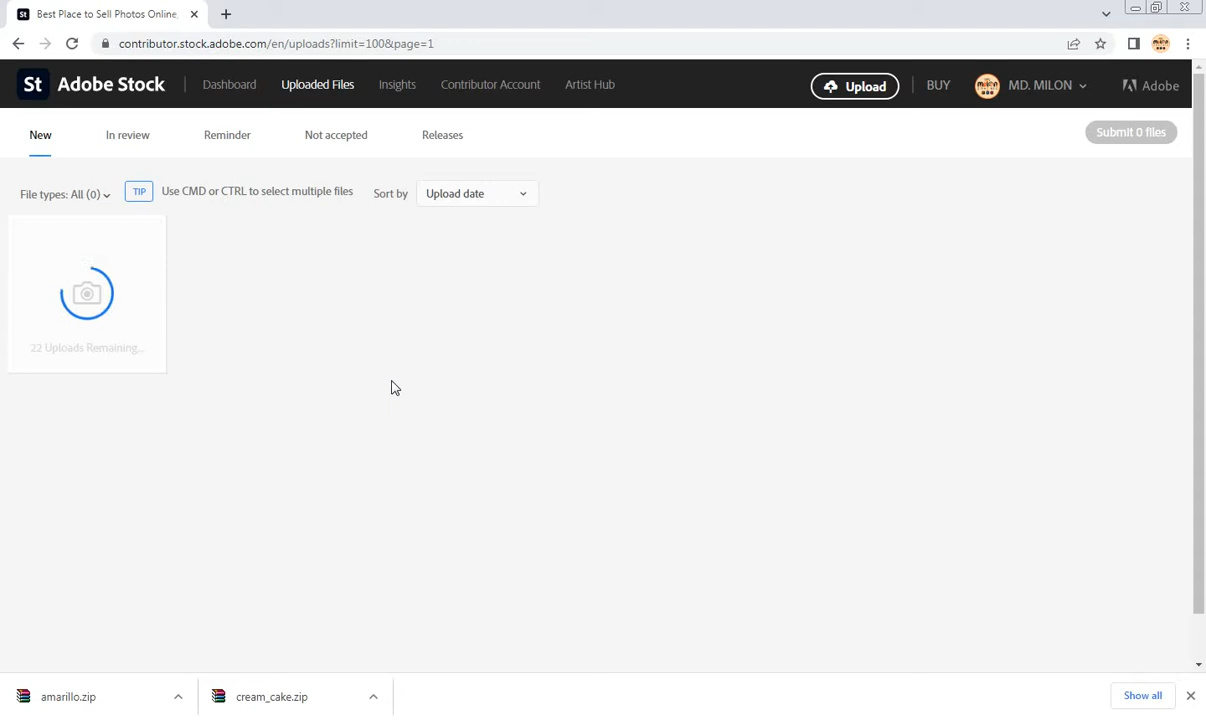 St Best Place to Sell Photos Online,
contributor.stock.adobe.com/en/uploads?limit=100&page=1
St Adobe Stock Dashboard Uploaded Files Insights Contributor Account Artist Hub Upload BUY MD. MILON Adobe
New In review Reminder Not accepted Releases Submit 0 files
File types: All (0) TIP Use CMD or CTRL to select multiple files Sort by Upload date
22 Uploads Remaining...
amarillo.zip cream_cake.zip Show all